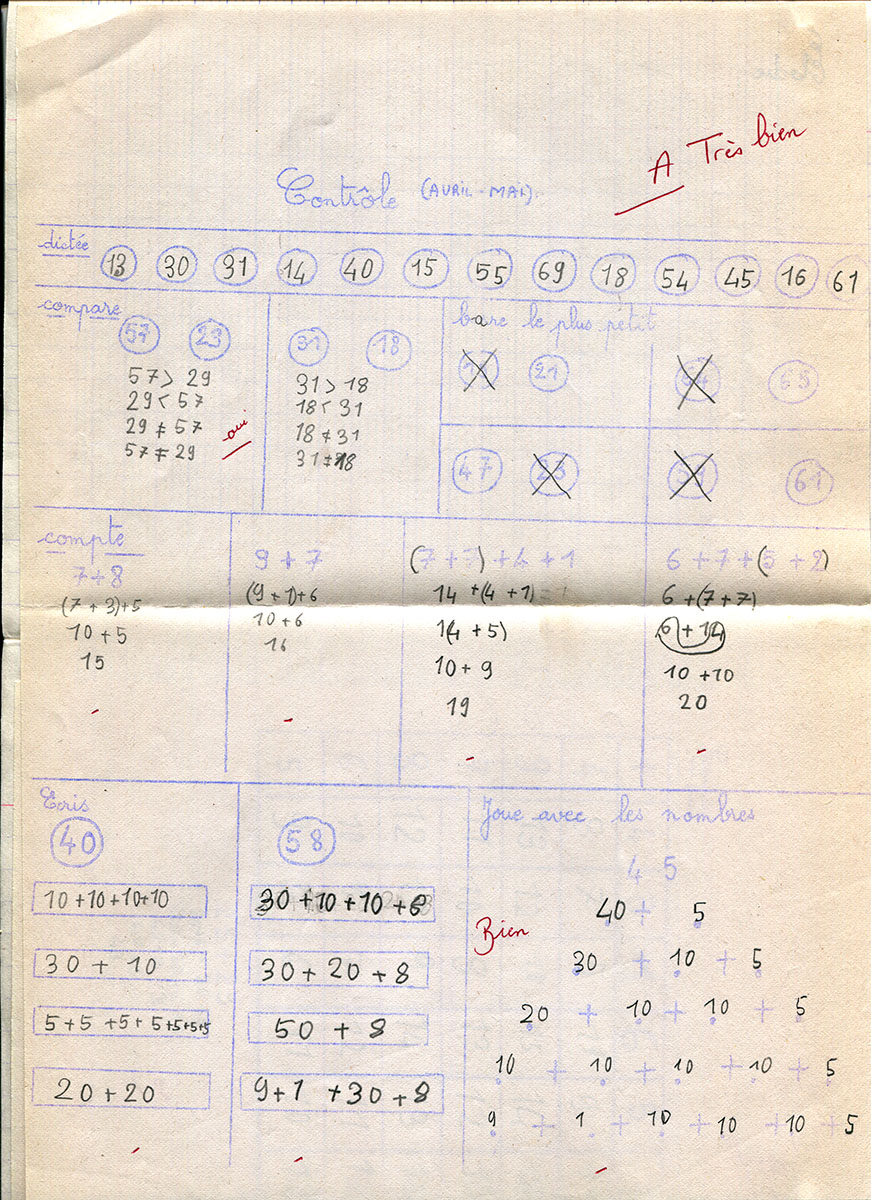 A Très bien
Contrôle (AVRIL-MAI).
dictée
13 30 31 14 40 15 55 69 18 54 45 16 61
compare
57 23
57 > 29
29 < 57
29 ≠ 57
57 ≠ 29
oui
31 18
31 > 18
18 < 31
18 ≠ 31
31 ≠ 18
bare le plus petit
21
65
47 23
61
compte
7+8
(7 + 3)+5
10 + 5
15
9 + 7
(9 + 1)+6
10 + 6
16
(7 + 7) + 4 + 1
14 +(4 + 1)
1(4 + 5)
10 + 9
19
6 + 7 + (5 + 2)
6 +(7 + 7)
6 + 14
10 + 10
20
Ecris
40
10 +10 +10+10
30 + 10
5 +5 +5 + 5 +5+5+5
20 + 20
58
30 +10 +10 +8
30 + 20 + 8
50 + 8
9+1 +30 +8
Joue avec les nombres
45
Bien
40 + 5
30 + 10 + 5
20 + 10 + 10 + 5
10 + 10 + 10 + 10 + 5
9 + 1 + 10 + 10 + 10 + 5